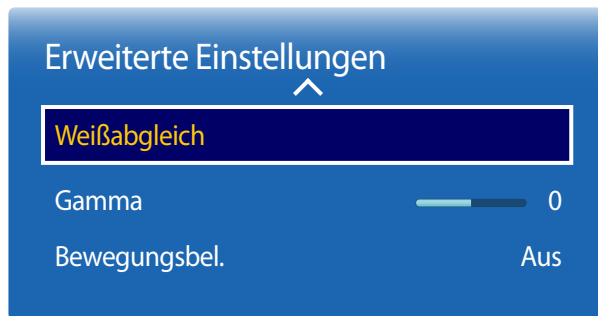 Erweiterte Einstellungen
Weißabgleich
Gamma 0
Bewegungsbel. Aus